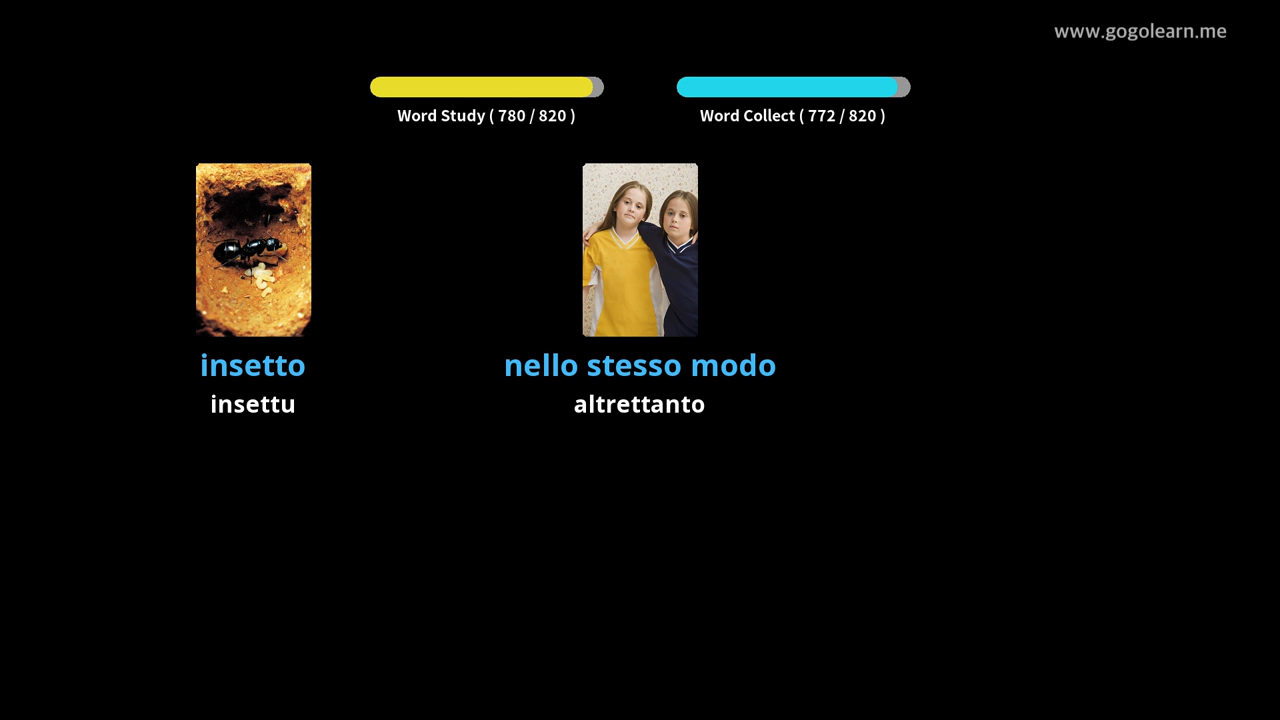 www.gogolearn.me
Word Study ( 780 / 820 )
Word Collect ( 772 / 820 )
insetto
insettu
nello stesso modo
altrettanto